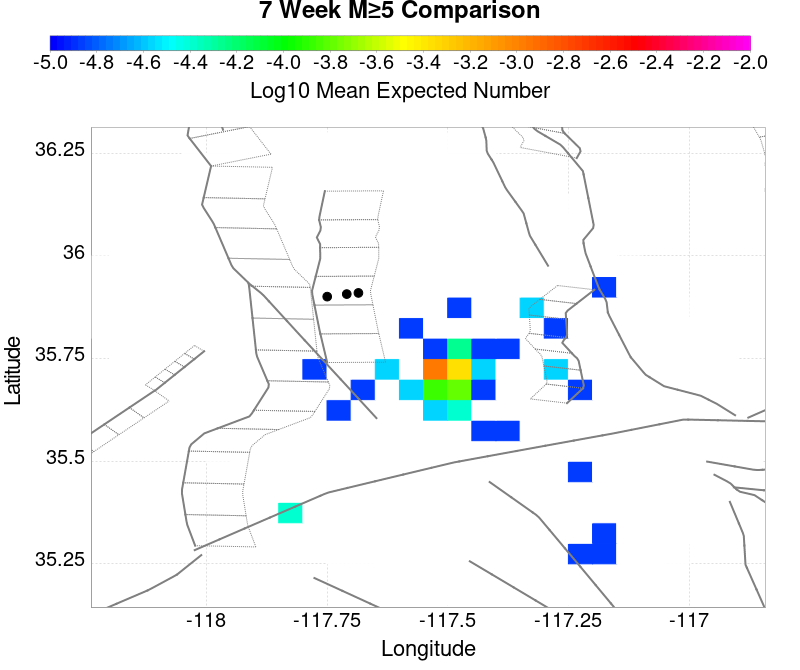 7 Week M≥5 Comparison
-5.0 -4.8 -4.6 -4.4 -4.2 -4.0 -3.8 -3.6 -3.4 -3.2 -3.0 -2.8 -2.6 -2.4 -2.2 -2.0
Log10 Mean Expected Number
36.25
36
35.75
35.5
35.25
Latitude
-118 -117.75 -117.5 -117.25 -117
Longitude